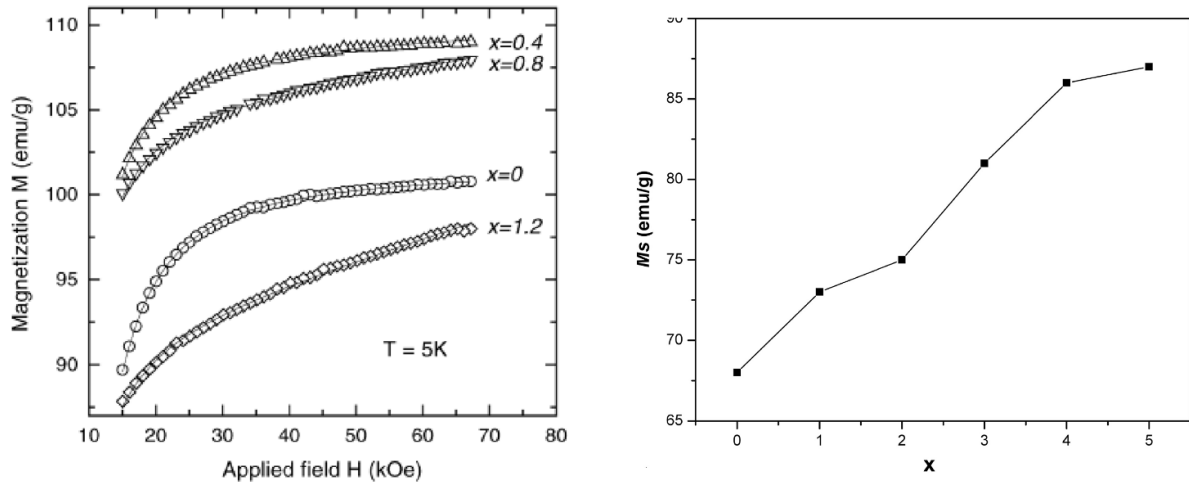 110
105
100
95
90
Magnetization M (emu/g)
x=0.4
x=0.8
x=0
x=1.2
T = 5K
10 20 30 40 50 60 70 80
Applied field H (kOe)
90
85
80
75
70
65
Ms (emu/g)
0 1 2 3 4 5
x